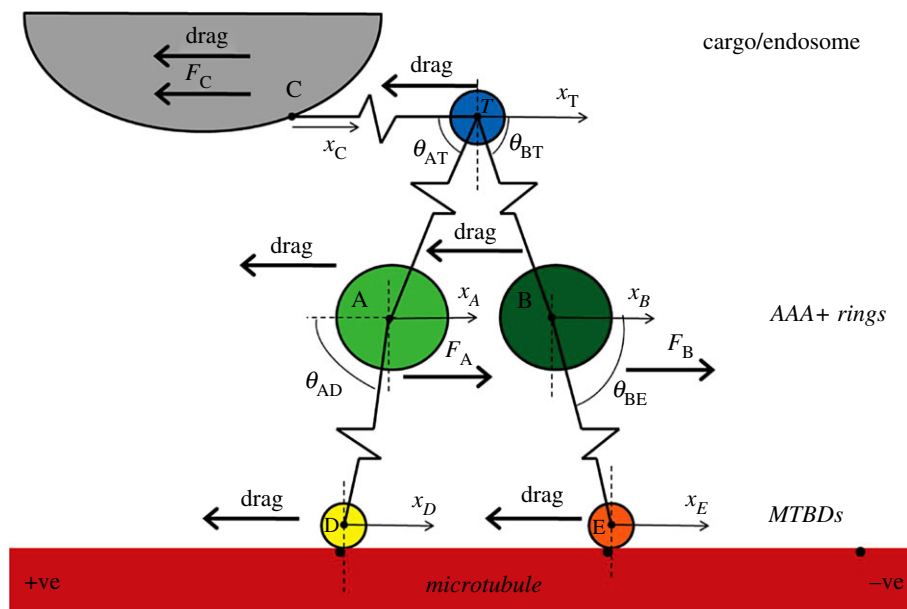 drag
cargo/endosome
F_C
C
drag
x_T
T
x_C
θ_AT
θ_BT
drag
drag
A
x_A
B
x_B
AAA+ rings
F_A
F_B
θ_AD
θ_BE
drag
x_D
drag
x_E
MTBDs
D
E
+ve
microtubule
–ve